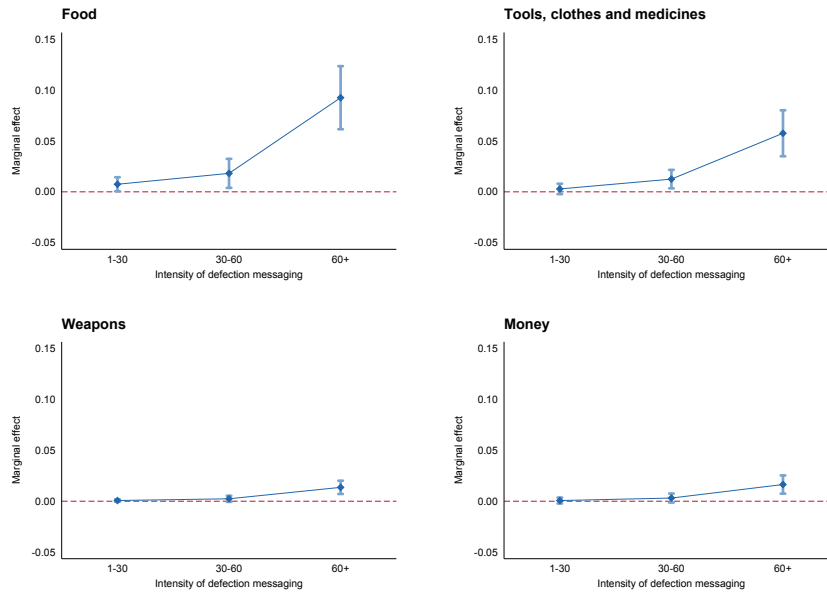 Food
0.15
0.10
0.05
0.00
-0.05
Marginal effect
1-30
30-60
60+
Intensity of defection messaging
Tools, clothes and medicines
0.15
0.10
0.05
0.00
-0.05
Marginal effect
1-30
30-60
60+
Intensity of defection messaging
Weapons
0.15
0.10
0.05
0.00
-0.05
Marginal effect
1-30
30-60
60+
Intensity of defection messaging
Money
0.15
0.10
0.05
0.00
-0.05
Marginal effect
1-30
30-60
60+
Intensity of defection messaging